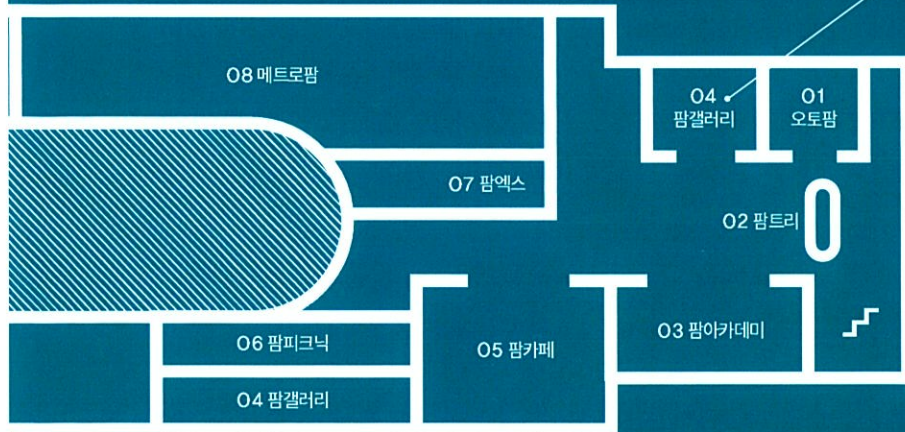 08 메트로팜
04
팜갤러리
01
오토팜
07 팜엑스
02 팜트리
06 팜피크닉
05 팜카페
03 팜아카데미
04 팜갤러리